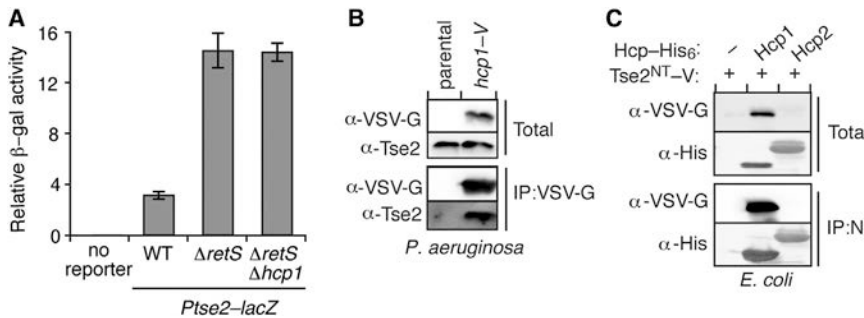 A
Relative β-gal activity
16
12
8
4
0
no reporter
WT
ΔretS
ΔretS Δhcp1
Ptse2–lacZ
B
parental
hcp1–V
α-VSV-G
α-Tse2
Total
α-VSV-G
α-Tse2
IP:VSV-G
P. aeruginosa
C
Hcp–His6: – Hcp1 Hcp2
Tse2NT–V: + + +
α-VSV-G
α-His
Tota
α-VSV-G
α-His
IP:N
E. coli